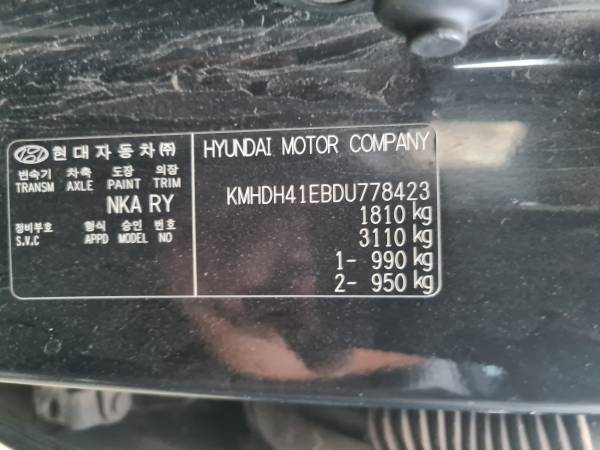 현대자동차㈜
변속기 차축 도장 의장
TRANSM AXLE PAINT TRIM
NKA RY
정비부호 형식 승인 번호
S.V.C APPD MODEL NO
HYUNDAI MOTOR COMPANY
KMHDH41EBDU778423
1810 kg
3110 kg
1- 990 kg
2- 950 kg